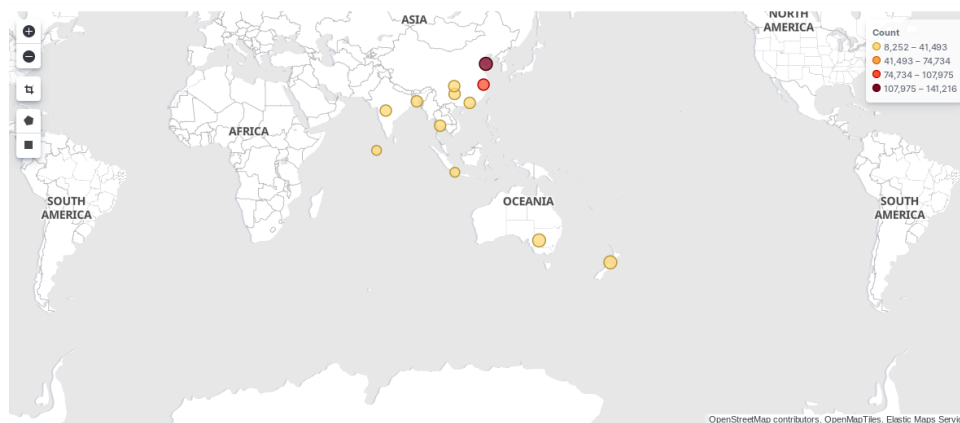 ASIA
NORTH
AMERICA
Count
8,252 – 41,493
41,493 – 74,734
74,734 – 107,975
107,975 – 141,216
AFRICA
SOUTH
AMERICA
OCEANIA
SOUTH
AMERICA
OpenStreetMap contributors, OpenMapTiles, Elastic Maps Servic